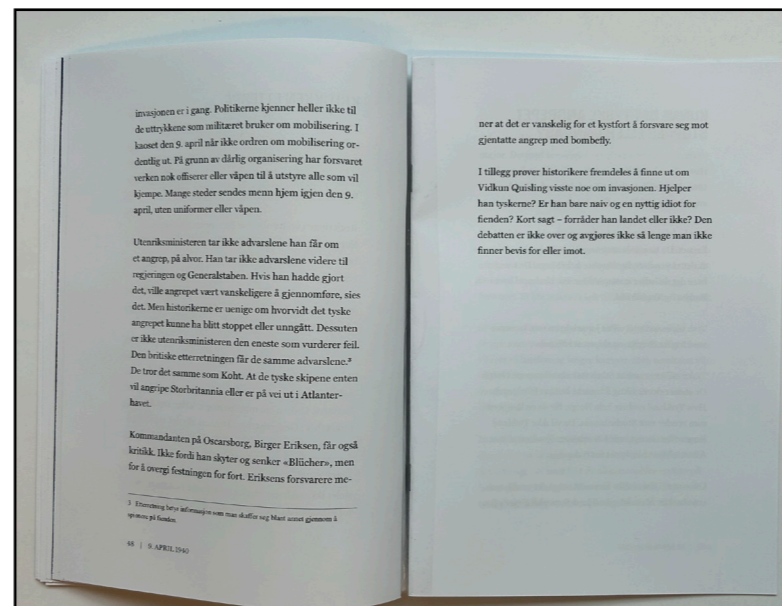 invasjonen er i gang. Politikerne kjenner heller ikke til
de uttrykkene som militæret bruker om mobilisering. I
kaoset den 9. april når ikke ordren om mobilisering or-
dentlig ut. På grunn av dårlig organisering har forsvaret
verken nok offiserer eller våpen til å utstyre alle som vil
kjempe. Mange steder sendes menn hjem igjen den 9.
april, uten uniformer eller våpen.
Utenriksministeren tar ikke advarslene han får om
et angrep, på alvor. Han tar ikke advarslene videre til
regjeringen og Generalstaben. Hvis han hadde gjort
det, ville angrepet vært vanskeligere å gjennomføre, sies
det. Men historikerne er uenige om hvorvidt det tyske
angrepet kunne ha blitt stoppet eller unngått. Dessuten
er ikke utenriksministeren den eneste som vurderer feil.
Den britiske etterretningen får de samme advarslene.³
De tror det samme som Koht. At de tyske skipene enten
vil angripe Storbritannia eller er på vei ut i Atlanter-
havet.
Kommandanten på Oscarsborg, Birger Eriksen, får også
kritikk. Ikke fordi han skyter og senker «Blücher», men
for å overgi festningen for fort. Eriksens forsvarere me-
3 Etterretning betyr informasjon som man skaffer seg blant annet gjennom å
spionere på fienden.
48 | 9. APRIL 1940
ner at det er vanskelig for et kystfort å forsvare seg mot
gjentatte angrep med bombefly.
I tillegg prøver historikere fremdeles å finne ut om
Vidkun Quisling visste noe om invasjonen. Hjelper
han tyskerne? Er han bare naiv og en nyttig idiot for
fienden? Kort sagt – forråder han landet eller ikke? Den
debatten er ikke over og avgjøres ikke så lenge man ikke
finner bevis for eller imot.